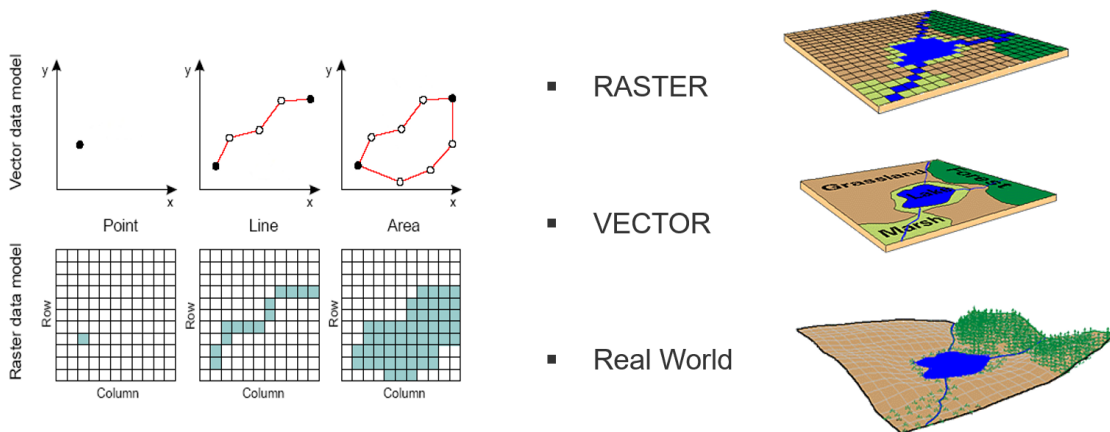 Vector data model
y
x
Point
y
x
Line
y
x
Area
Raster data model
Row
Column
Row
Column
Row
Column
▪ RASTER
▪ VECTOR
▪ Real World
Grassland
Forest
Lake
Marsh